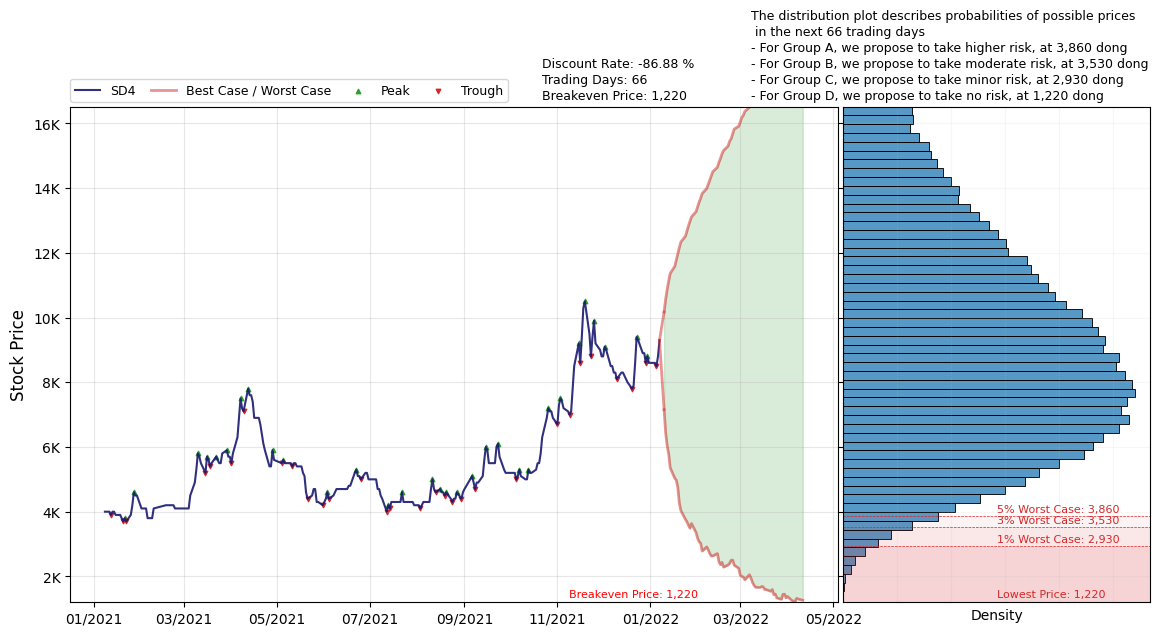 The distribution plot describes probabilities of possible prices
in the next 66 trading days
- For Group A, we propose to take higher risk, at 3,860 dong
- For Group B, we propose to take moderate risk, at 3,530 dong
- For Group C, we propose to take minor risk, at 2,930 dong
- For Group D, we propose to take no risk, at 1,220 dong
Discount Rate: -86.88 %
Trading Days: 66
Breakeven Price: 1,220
SD4 Best Case / Worst Case Peak Trough
Stock Price
16K
14K
12K
10K
8K
6K
4K
2K
Breakeven Price: 1,220
01/2021 03/2021 05/2021 07/2021 09/2021 11/2021 01/2022 03/2022 05/2022
5% Worst Case: 3,860
3% Worst Case: 3,530
1% Worst Case: 2,930
Lowest Price: 1,220
Density